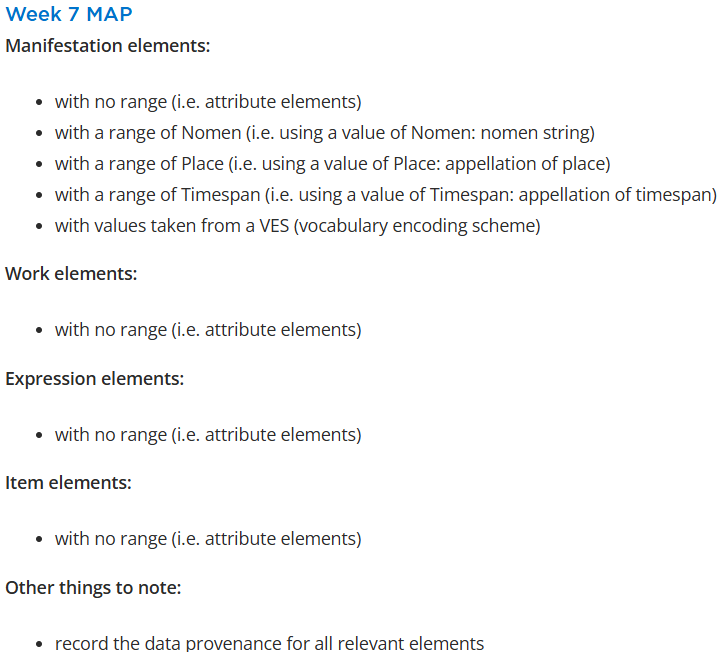 Week 7 MAP
Manifestation elements:
• with no range (i.e. attribute elements)
• with a range of Nomen (i.e. using a value of Nomen: nomen string)
• with a range of Place (i.e. using a value of Place: appellation of place)
• with a range of Timespan (i.e. using a value of Timespan: appellation of timespan)
• with values taken from a VES (vocabulary encoding scheme)
Work elements:
• with no range (i.e. attribute elements)
Expression elements:
• with no range (i.e. attribute elements)
Item elements:
• with no range (i.e. attribute elements)
Other things to note:
• record the data provenance for all relevant elements